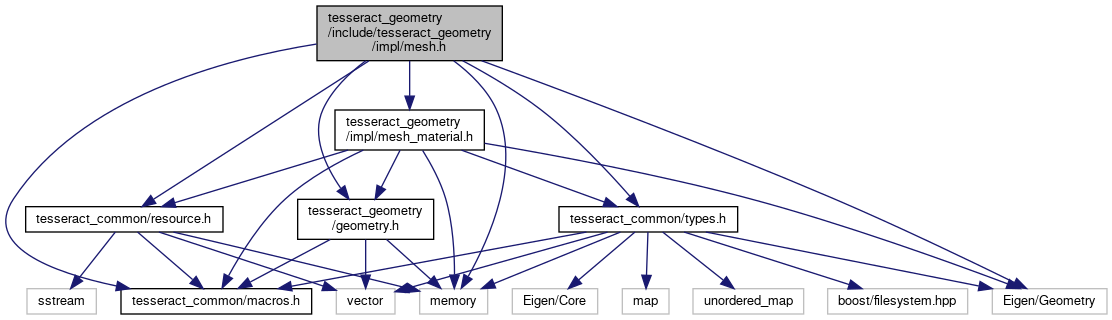 tesseract_geometry
/include/tesseract_geometry
/impl/mesh.h
tesseract_geometry
/impl/mesh_material.h
tesseract_common/resource.h
tesseract_geometry
/geometry.h
tesseract_common/types.h
sstream
tesseract_common/macros.h
vector
memory
Eigen/Core
map
unordered_map
boost/filesystem.hpp
Eigen/Geometry